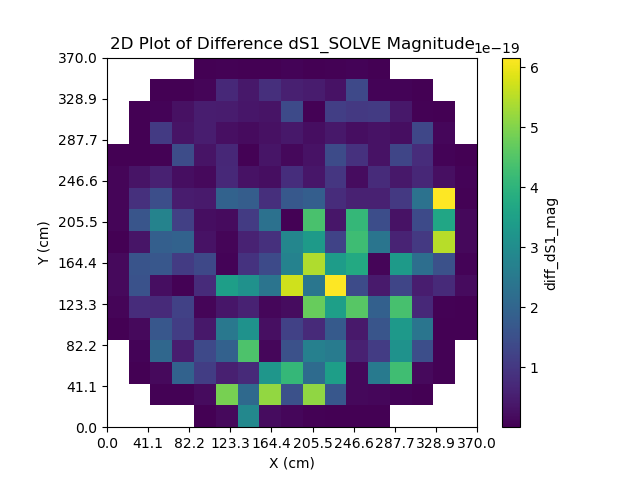 2D Plot of Difference dS1_SOLVE Magnitude
1e−19
370.0
328.9
287.7
246.6
205.5
164.4
123.3
82.2
41.1
0.0
Y (cm)
0.0 41.1 82.2 123.3 164.4 205.5 246.6 287.7 328.9 370.0
X (cm)
6
5
4
3
2
1
diff_dS1_mag